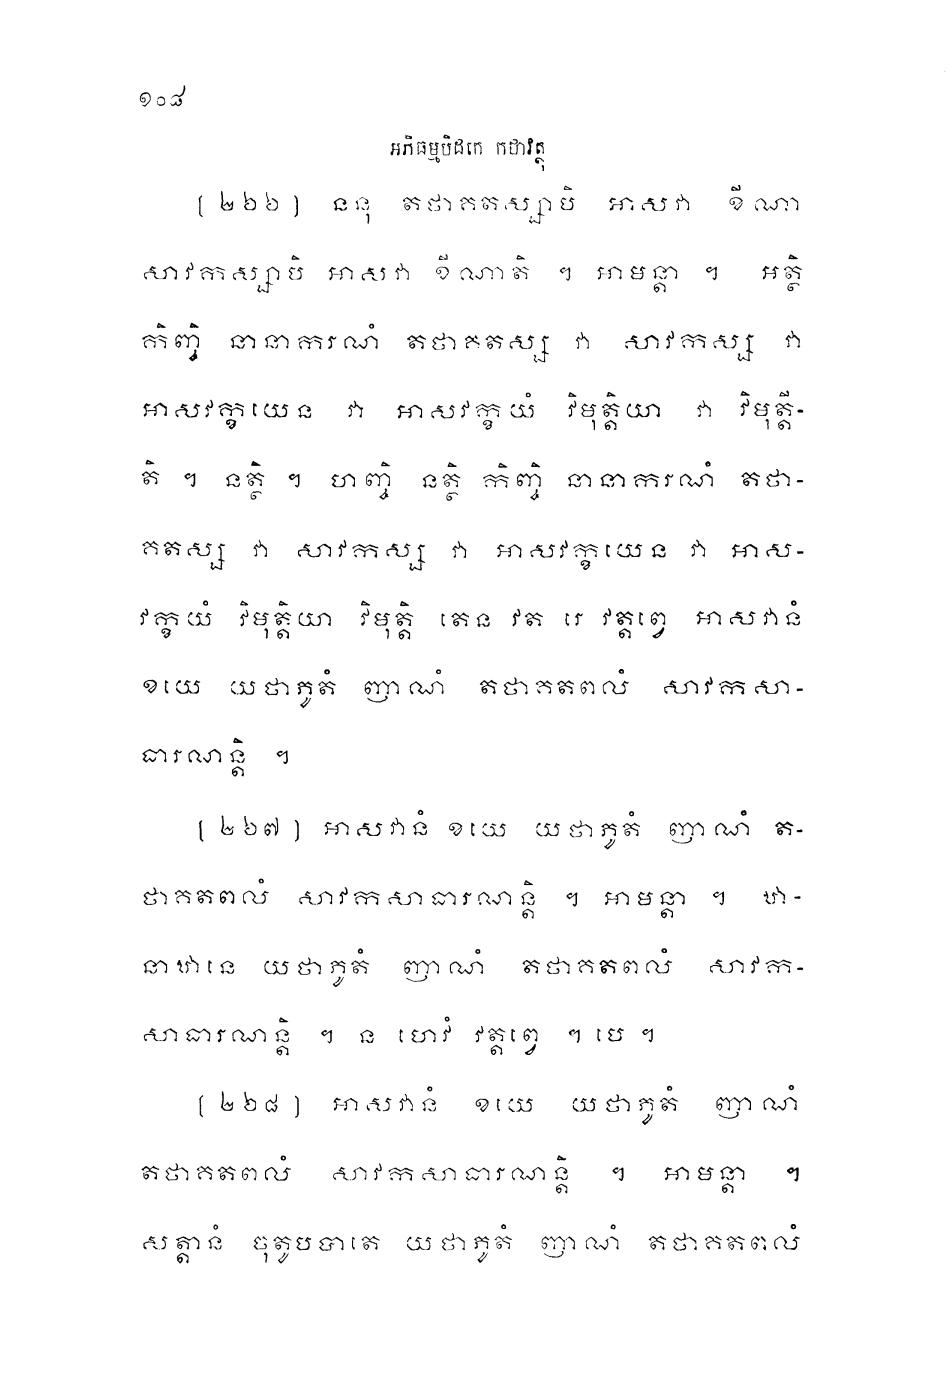 ១០៨
អភិធម្មបិដកេ កថាវត្ថុ
(២៦៦) ននុ តថាគតស្សាបិ អាសវា ខីណា
សាវកស្សាបិ អាសវា ខីណាតិ ។ អាមន្តា ។ អត្ថិ
កិញ្ចិ នានាករណំ តថាគតស្ស វា សាវកស្ស វា
អាសវក្ខយេន វា អាសវក្ខយំ វិមុត្តិយា វា វិមុត្តី-
តិ ។ នត្ថិ ។ ហញ្ចិ នត្ថិ កិញ្ចិ នានាករណំ តថា-
គតស្ស វា សាវកស្ស វា អាសវក្ខយេន វា អាស-
វក្ខយំ វិមុត្តិយា វិមុត្តិ តេន វត រេ វត្តព្វេ អាសវានំ
ខយេ យថាភូតំ ញាណំ តថាគតពលំ សាវកសា-
ធារណន្តិ ។
(២៦៧) អាសវានំ ខយេ យថាភូតំ ញាណំ ត-
ថាគតពលំ សាវកសាធារណន្តិ ។ អាមន្តា ។ ឋា-
នាឋានេ យថាភូតំ ញាណំ តថាគតពលំ សាវក-
សាធារណន្តិ ។ ន ហេវំ វត្តព្វេ ។បេ។
(២៦៨) អាសវានំ ខយេ យថាភូតំ ញាណំ
តថាគតពលំ សាវកសាធារណន្តិ ។ អាមន្តា ។
សត្តានំ ចុតូបបាតេ យថាភូតំ ញាណំ តថាគតពលំ